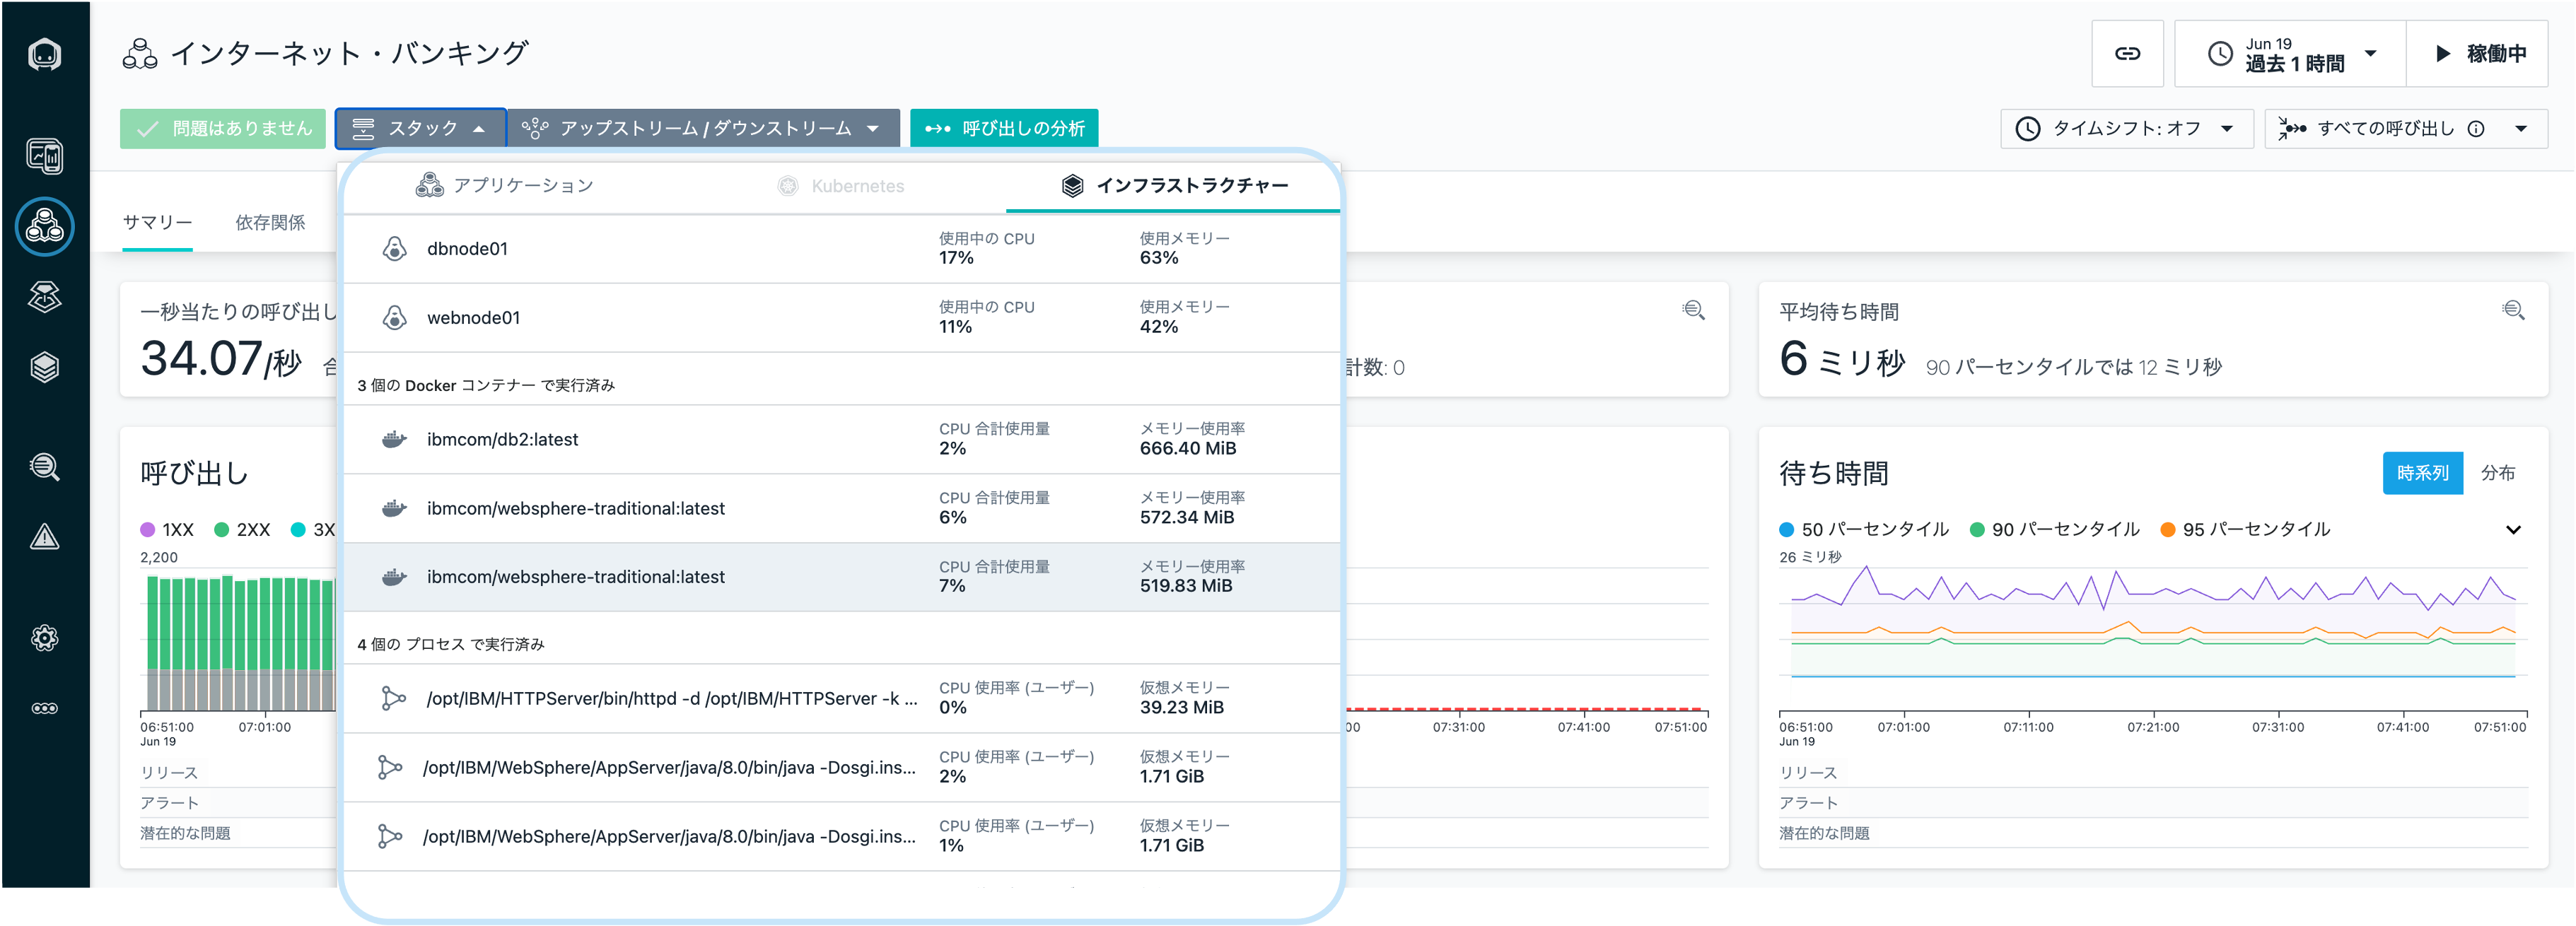 インターネット・バンキング
Jun 19
過去 1 時間
稼働中
問題はありません
スタック
アップストリーム / ダウンストリーム
呼び出しの分析
タイムシフト: オフ
すべての呼び出し
サマリー
依存関係
アプリケーション
Kubernetes
インフラストラクチャー
dbnode01
使用中の CPU
17%
使用メモリー
63%
webnode01
使用中の CPU
11%
使用メモリー
42%
3 個の Docker コンテナー で実行済み
ibmcom/db2:latest
CPU 合計使用量
2%
メモリー使用率
666.40 MiB
ibmcom/websphere-traditional:latest
CPU 合計使用量
6%
メモリー使用率
572.34 MiB
ibmcom/websphere-traditional:latest
CPU 合計使用量
7%
メモリー使用率
519.83 MiB
4 個の プロセス で実行済み
/opt/IBM/HTTPServer/bin/httpd -d /opt/IBM/HTTPServer -k ...
CPU 使用率 (ユーザー)
0%
仮想メモリー
39.23 MiB
/opt/IBM/WebSphere/AppServer/java/8.0/bin/java -Dosgi.ins...
CPU 使用率 (ユーザー)
2%
仮想メモリー
1.71 GiB
/opt/IBM/WebSphere/AppServer/java/8.0/bin/java -Dosgi.ins...
CPU 使用率 (ユーザー)
1%
仮想メモリー
1.71 GiB
一秒当たりの呼び出し
34.07/秒
計数: 0
平均待ち時間
6 ミリ秒 90 パーセンタイルでは 12 ミリ秒
呼び出し
1XX 2XX 3X
2,200
06:51:00 07:01:00
Jun 19
リリース
アラート
潜在的な問題
00 07:31:00 07:41:00 07:51:00
待ち時間
時系列 分布
50 パーセンタイル 90 パーセンタイル 95 パーセンタイル
26 ミリ秒
06:51:00 07:01:00 07:11:00 07:21:00 07:31:00 07:41:00 07:51:00
Jun 19
リリース
アラート
潜在的な問題